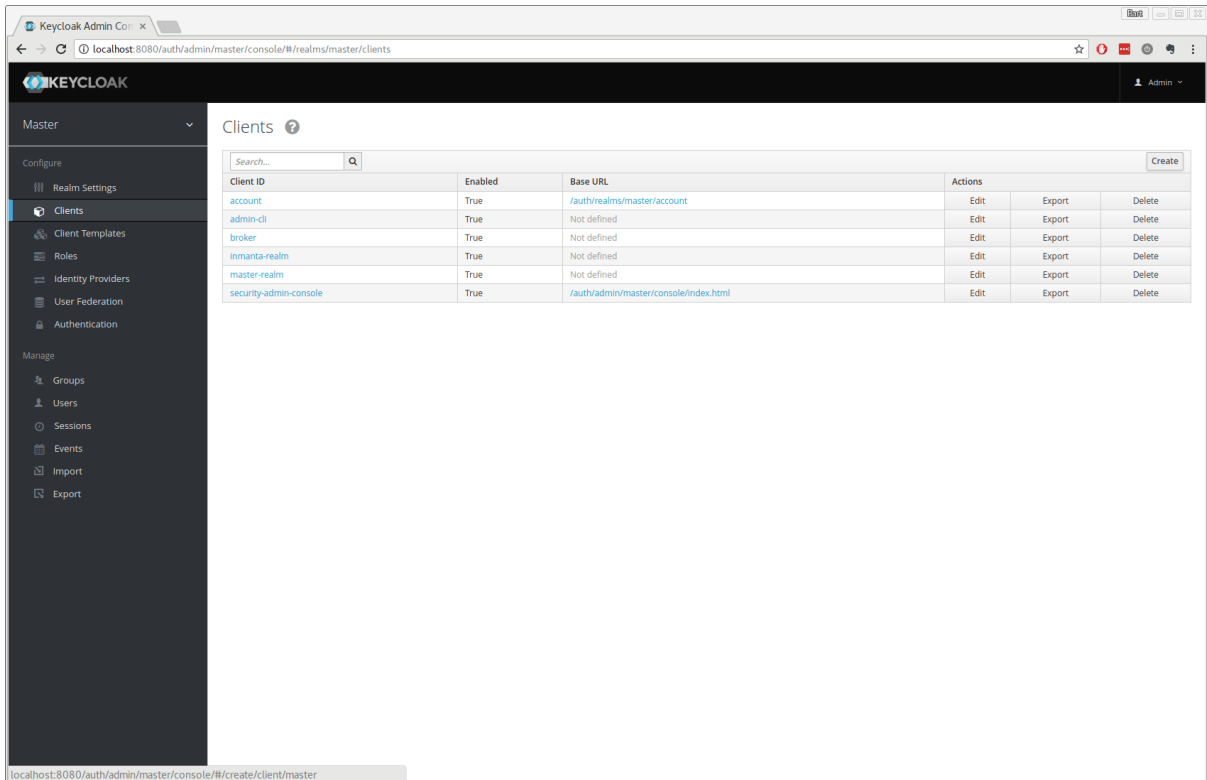 Keycloak Admin Con
Bart
localhost:8080/auth/admin/master/console/#/realms/master/clients
KEYCLOAK
Admin
Master
Clients
Configure
Search...
Create
Client ID Enabled Base URL Actions
Realm Settings
account True /auth/realms/master/account Edit Export Delete
Clients
admin-cli True Not defined Edit Export Delete
Client Templates
broker True Not defined Edit Export Delete
Roles
inmanta-realm True Not defined Edit Export Delete
Identity Providers
master-realm True Not defined Edit Export Delete
User Federation
security-admin-console True /auth/admin/master/console/index.html Edit Export Delete
Authentication
Manage
Groups
Users
Sessions
Events
Import
Export
localhost:8080/auth/admin/master/console/#/create/client/master